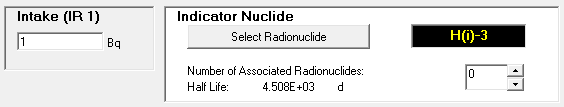 Intake (IR 1)
1 Bq
Indicator Nuclide
Select Radionuclide
H(i)-3
Number of Associated Radionuclides: 0
Half Life: 4.508E+03 d